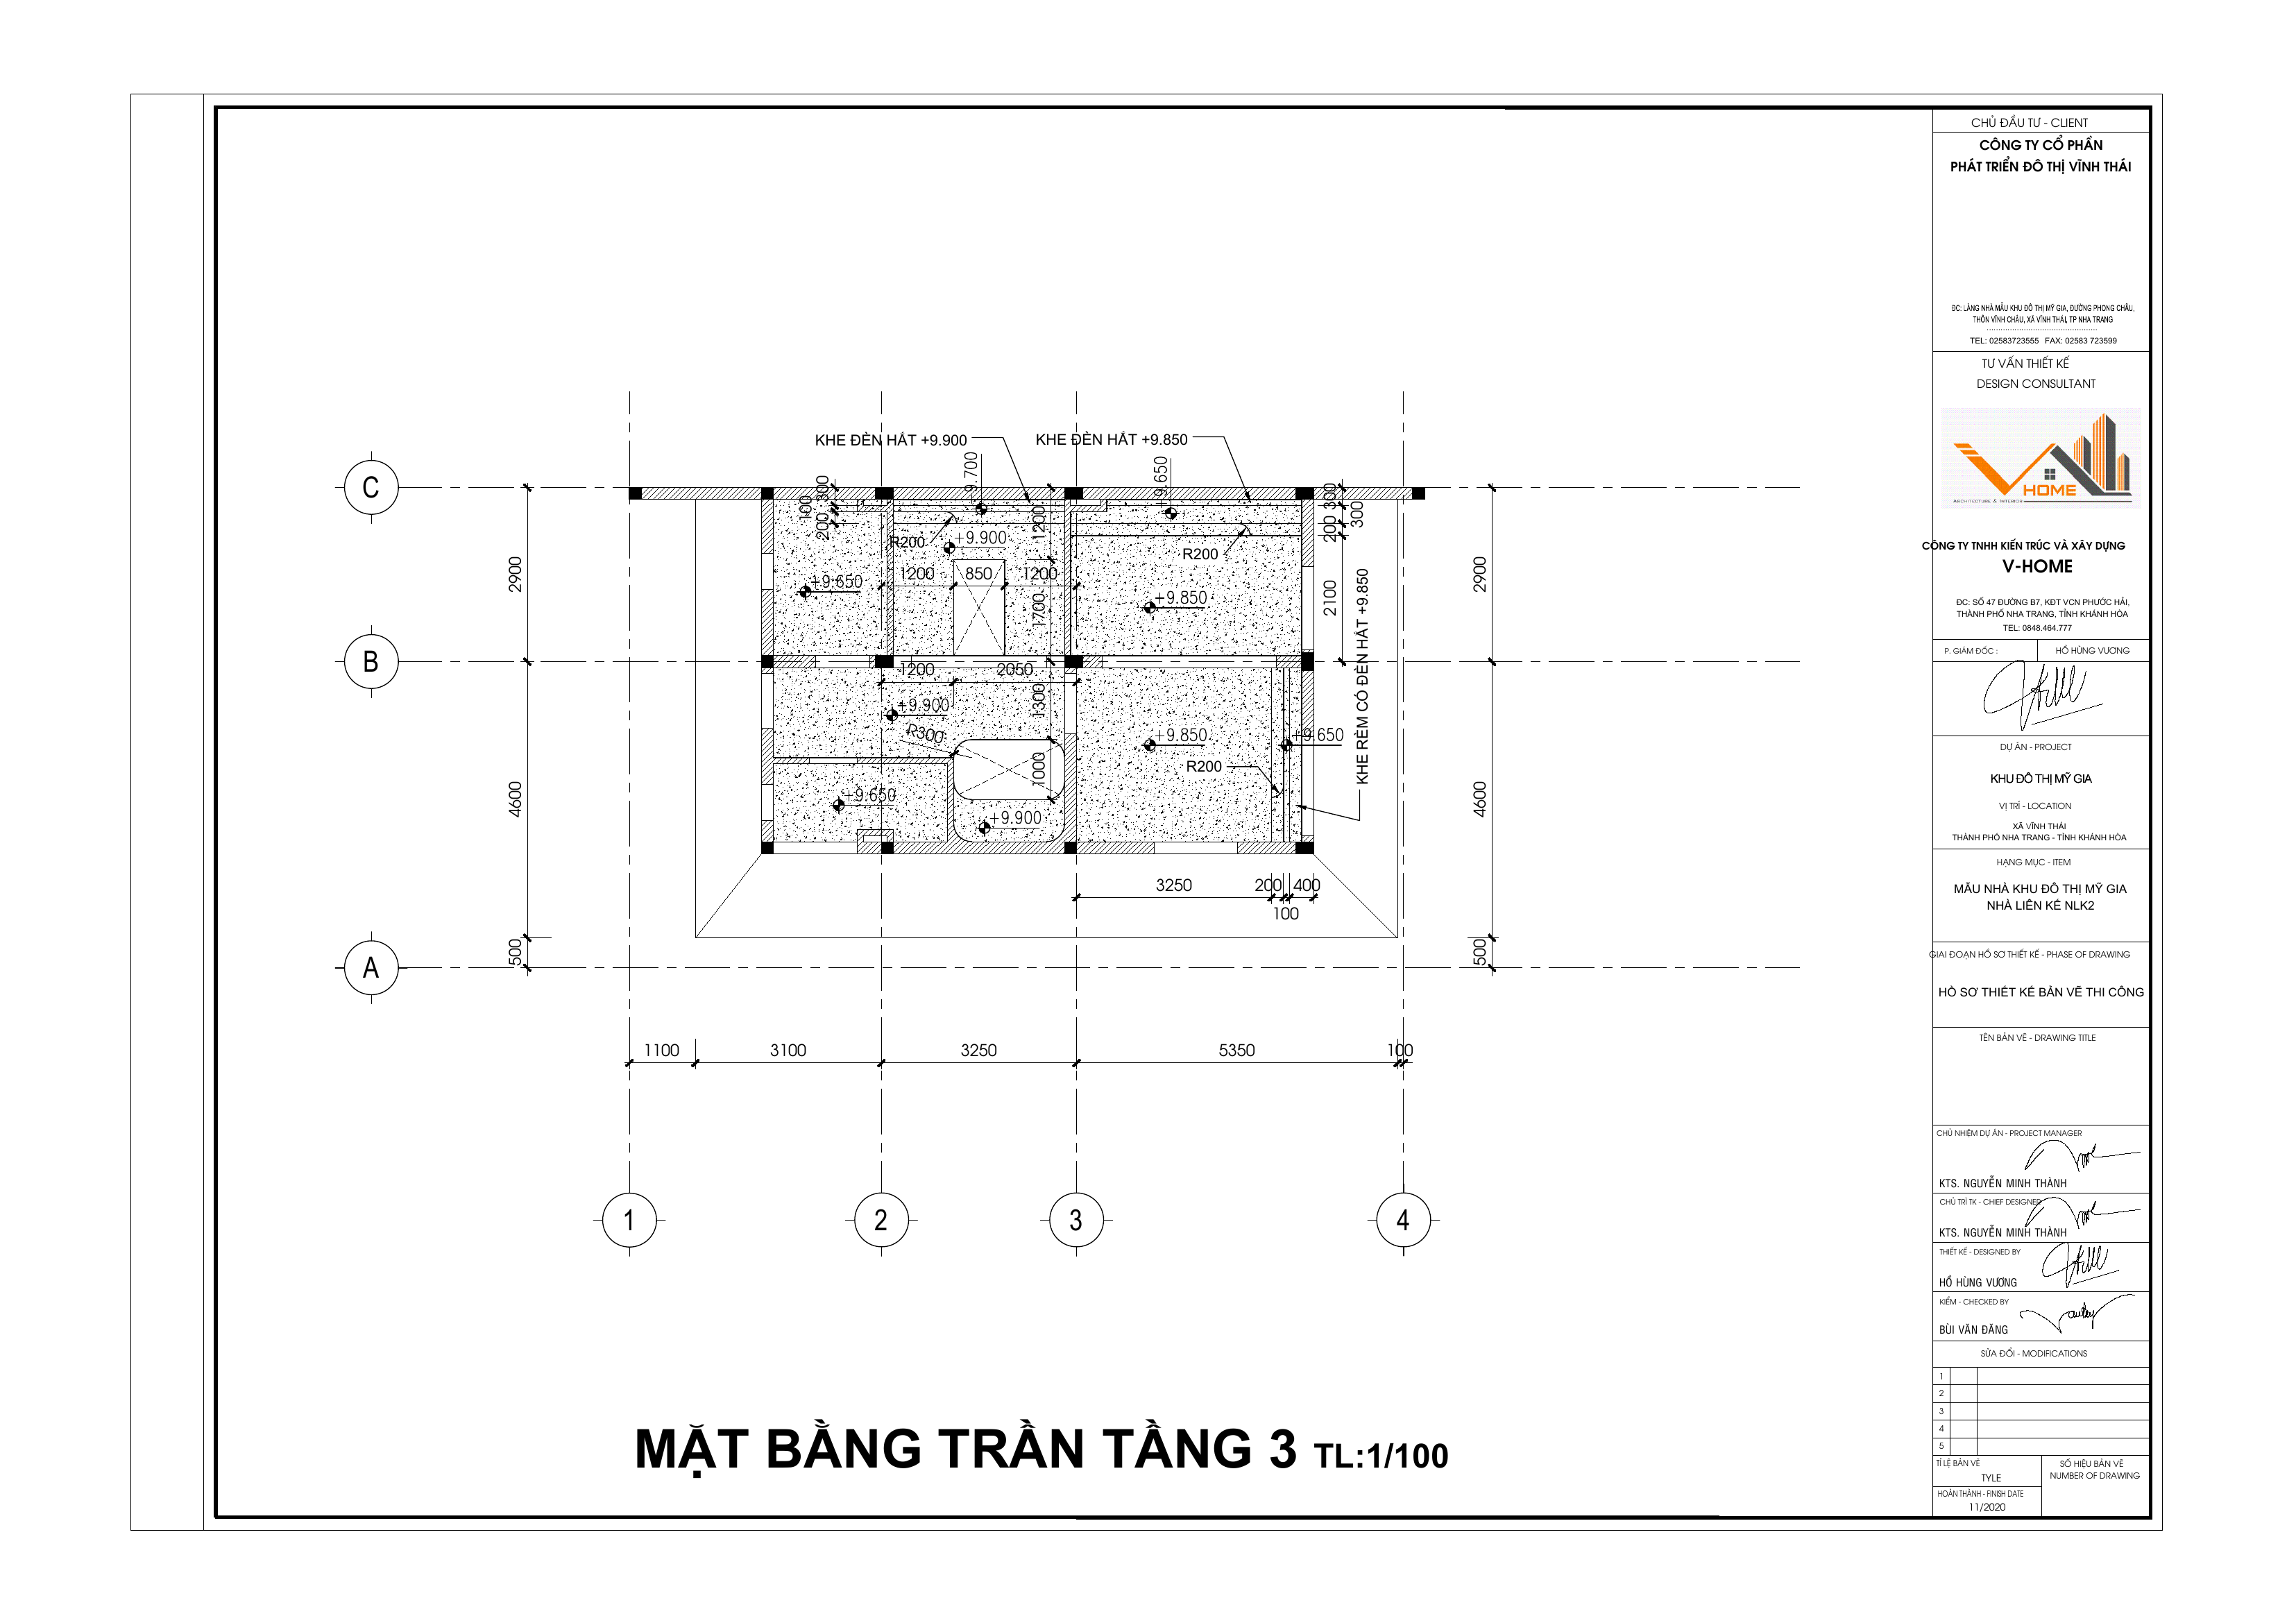 KHE ĐÈN HẮT +9.900
KHE ĐÈN HẮT +9.850
9.700
+9.650
C
300
100
200
1200
300
200
300
R200
+9.900
R200
2900
+9.650
1200
850
1200
1700
+9.850
2100
2900
KHE RÈM CÓ ĐÈN HẮT +9.850
B
1200
2050
1300
+9.900
R300
+9.850
+9.650
R200
1000
4600
+9.650
+9.900
4600
3250
200
400
100
A
500
500
1100
3100
3250
5350
100
1
2
3
4
MẶT BẰNG TRẦN TẦNG 3 TL:1/100
CHỦ ĐẦU TƯ - CLIENT
CÔNG TY CỔ PHẦN
PHÁT TRIỂN ĐÔ THỊ VĨNH THÁI
ĐC: LÀNG NHÀ MẪU KHU ĐÔ THỊ MỸ GIA, ĐƯỜNG PHONG CHÂU,
THÔN VĨNH CHÂU, XÃ VĨNH THÁI, TP NHA TRANG
TEL: 02583723555 FAX: 02583 723599
TƯ VẤN THIẾT KẾ
DESIGN CONSULTANT
HOME
ARCHITECTURE & INTERIOR
CÔNG TY TNHH KIẾN TRÚC VÀ XÂY DỰNG
V-HOME
ĐC: SỐ 47 ĐƯỜNG B7, KĐT VCN PHƯỚC HẢI,
THÀNH PHỐ NHA TRANG, TỈNH KHÁNH HÒA
TEL: 0848.464.777
P. GIÁM ĐỐC : HỒ HÙNG VƯƠNG
DỰ ÁN - PROJECT
KHU ĐÔ THỊ MỸ GIA
VỊ TRÍ - LOCATION
XÃ VĨNH THÁI
THÀNH PHỐ NHA TRANG - TỈNH KHÁNH HÒA
HẠNG MỤC - ITEM
MẪU NHÀ KHU ĐÔ THỊ MỸ GIA
NHÀ LIÊN KẾ NLK2
GIAI ĐOẠN HỒ SƠ THIẾT KẾ - PHASE OF DRAWING
HỒ SƠ THIẾT KẾ BẢN VẼ THI CÔNG
TÊN BẢN VẼ - DRAWING TITLE
CHỦ NHIỆM DỰ ÁN - PROJECT MANAGER
KTS. NGUYỄN MINH THÀNH
CHỦ TRÌ TK - CHIEF DESIGNER
KTS. NGUYỄN MINH THÀNH
THIẾT KẾ - DESIGNED BY
HỒ HÙNG VƯƠNG
KIỂM - CHECKED BY
BÙI VĂN ĐĂNG
SỬA ĐỔI - MODIFICATIONS
1
2
3
4
5
TỈ LỆ BẢN VẼ
TYLE
SỐ HIỆU BẢN VẼ
NUMBER OF DRAWING
HOÀN THÀNH - FINISH DATE
11/2020